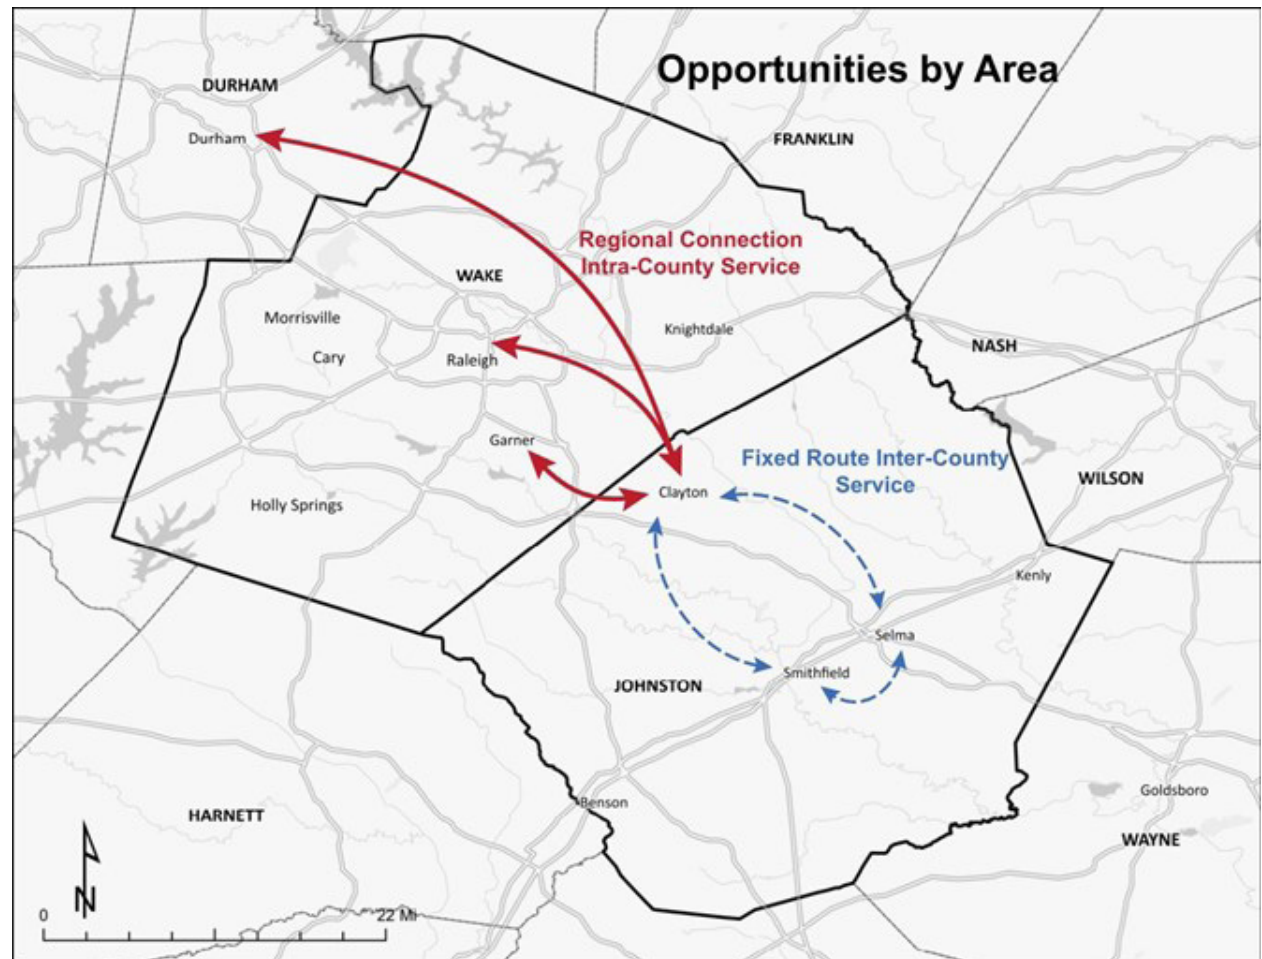 Opportunities by Area
DURHAM
Durham
FRANKLIN
Regional Connection
Intra-County Service
WAKE
Morrisville
Knightdale
Cary
Raleigh
NASH
Garner
Fixed Route Inter-County
Service
WILSON
Clayton
Holly Springs
Kenly
Selma
Smithfield
JOHNSTON
Goldsboro
Benson
HARNETT
WAYNE
N
0
22 Mi